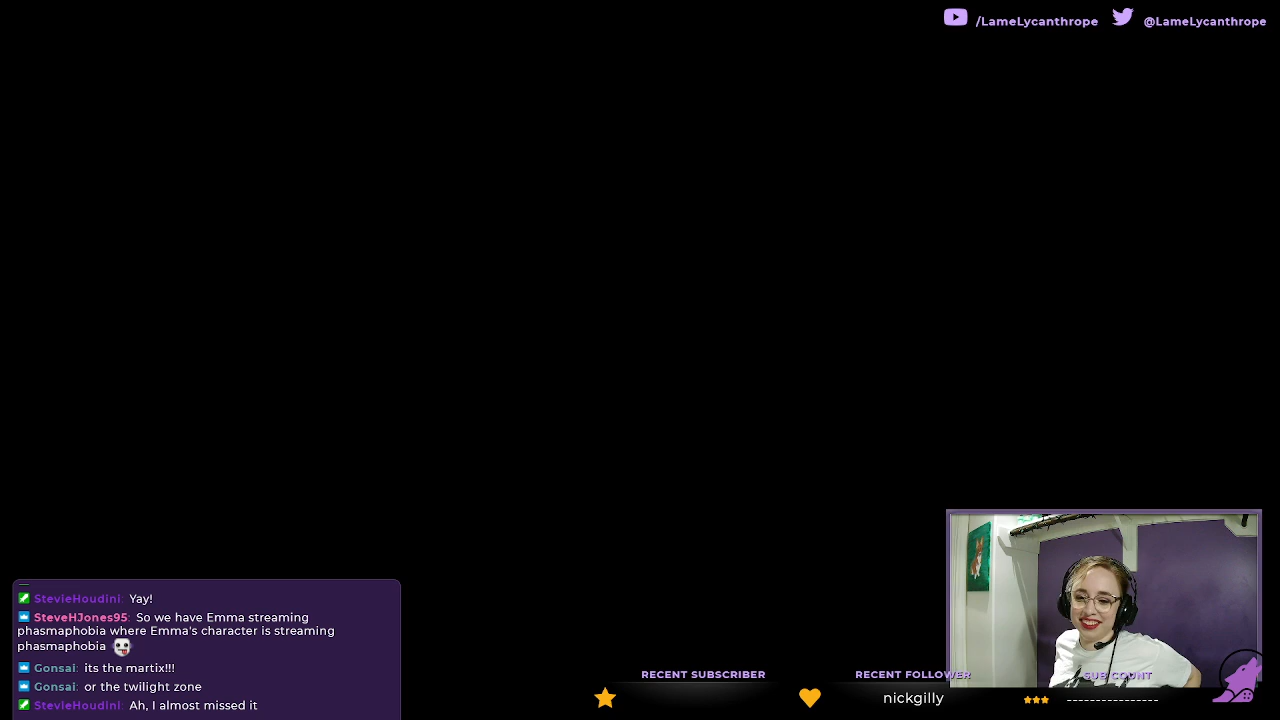 /LameLycanthrope @LameLycanthrope
StevieHoudini: Yay!
SteveHJones95: So we have Emma streaming
phasmaphobia where Emma's character is streaming
phasmaphobia
Gonsai: its the martix!!!
Gonsai: or the twilight zone
StevieHoudini: Ah, I almost missed it
RECENT SUBSCRIBER
RECENT FOLLOWER
nickgilly
SUB COUNT
----------------